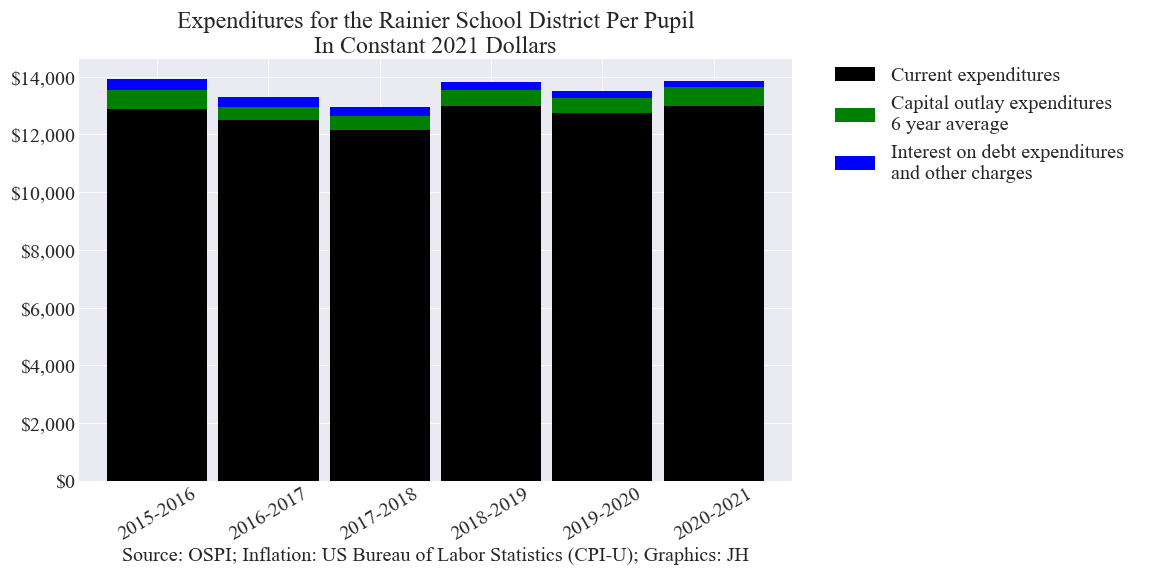 Expenditures for the Rainier School District Per Pupil
In Constant 2021 Dollars
$14,000
$12,000
$10,000
$8,000
$6,000
$4,000
$2,000
$0
2015-2016
2016-2017
2017-2018
2018-2019
2019-2020
2020-2021
Source: OSPI; Inflation: US Bureau of Labor Statistics (CPI-U); Graphics: JH
Current expenditures
Capital outlay expenditures
6 year average
Interest on debt expenditures
and other charges